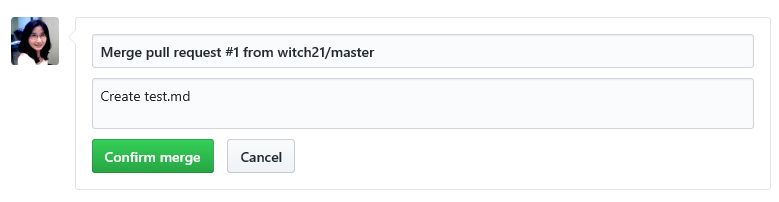 Merge pull request #1 from witch21/master
Create test.md
Confirm merge
Cancel